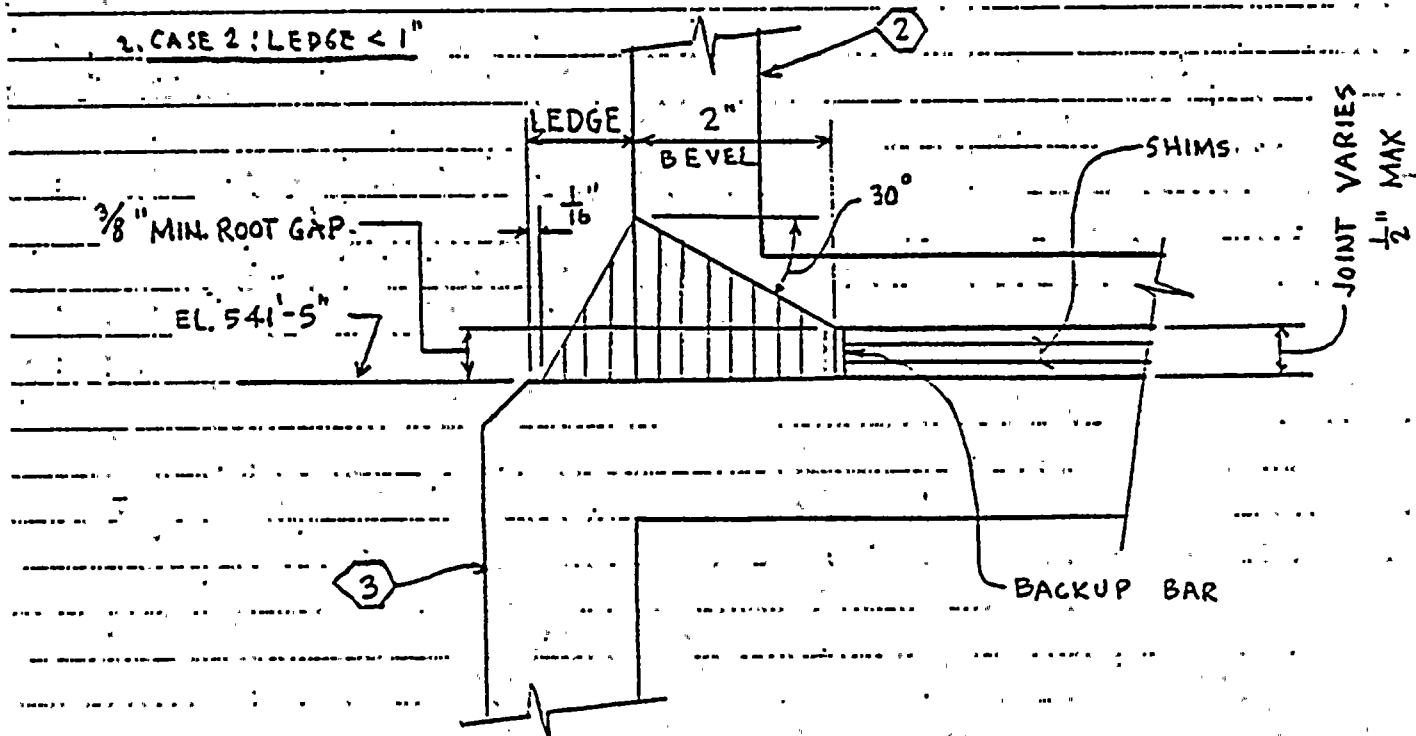 2. CASE 2: LEDGE < 1"
2
LEDGE
2"
BEVEL
SHIMS
JOINT VARIES
1/2" MAX
3/8" MIN. ROOT GAP
1/16"
30°
EL. 541'-5"
3
BACKUP BAR